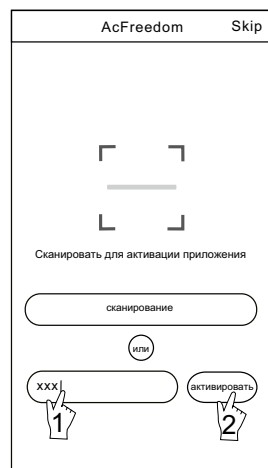 AcFreedom Skip
Сканировать для активации приложения
сканирование
или
xxx активировать
1 2